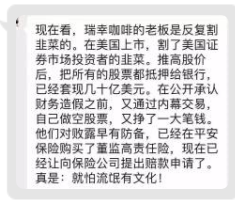 现在看，瑞幸咖啡的老板是反复割
韭菜的。在美国上市，割了美国证
券市场投资者的韭菜。推高股价
后，把所有的股票都抵押给银行，
已经套现几十亿美元。在公开承认
财务造假之前，又通过内幕交易，
自己做空股票，又挣了一大笔钱。
他们对败露早有防备，已经在平安
保险购买了董监高责任险，现在已
经让向保险公司提出赔款申请了。
真是：就怕流氓有文化！